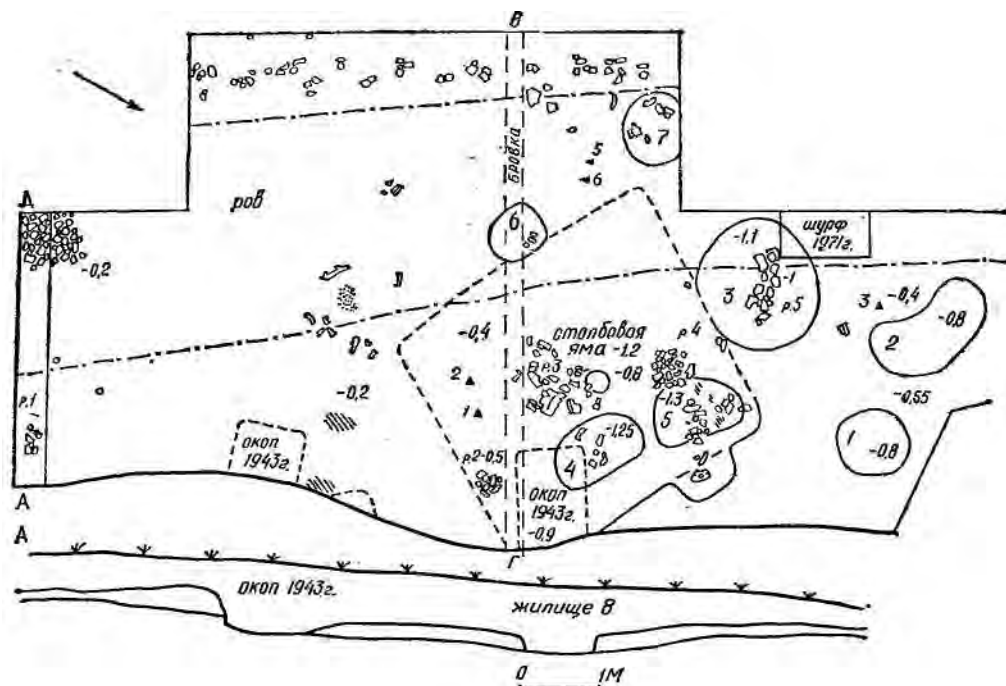 В
бровка
7
5
6
ров
6
шурф
1971г.
-1,1
3
-1
р.5
-0,2
3 -0,4
-0,8
2
-0,4
столбовая
яма -1,2
р.4
р.3
-0,8
2
1
-0,2
-0,55
р.1
-1,3
5
1
-0,8
окоп
1943г.
-1,25
4
р.2-0,5
окоп
1943г.
-0,9
А
Г
А
окоп 1943г.
жилище В
0 1М